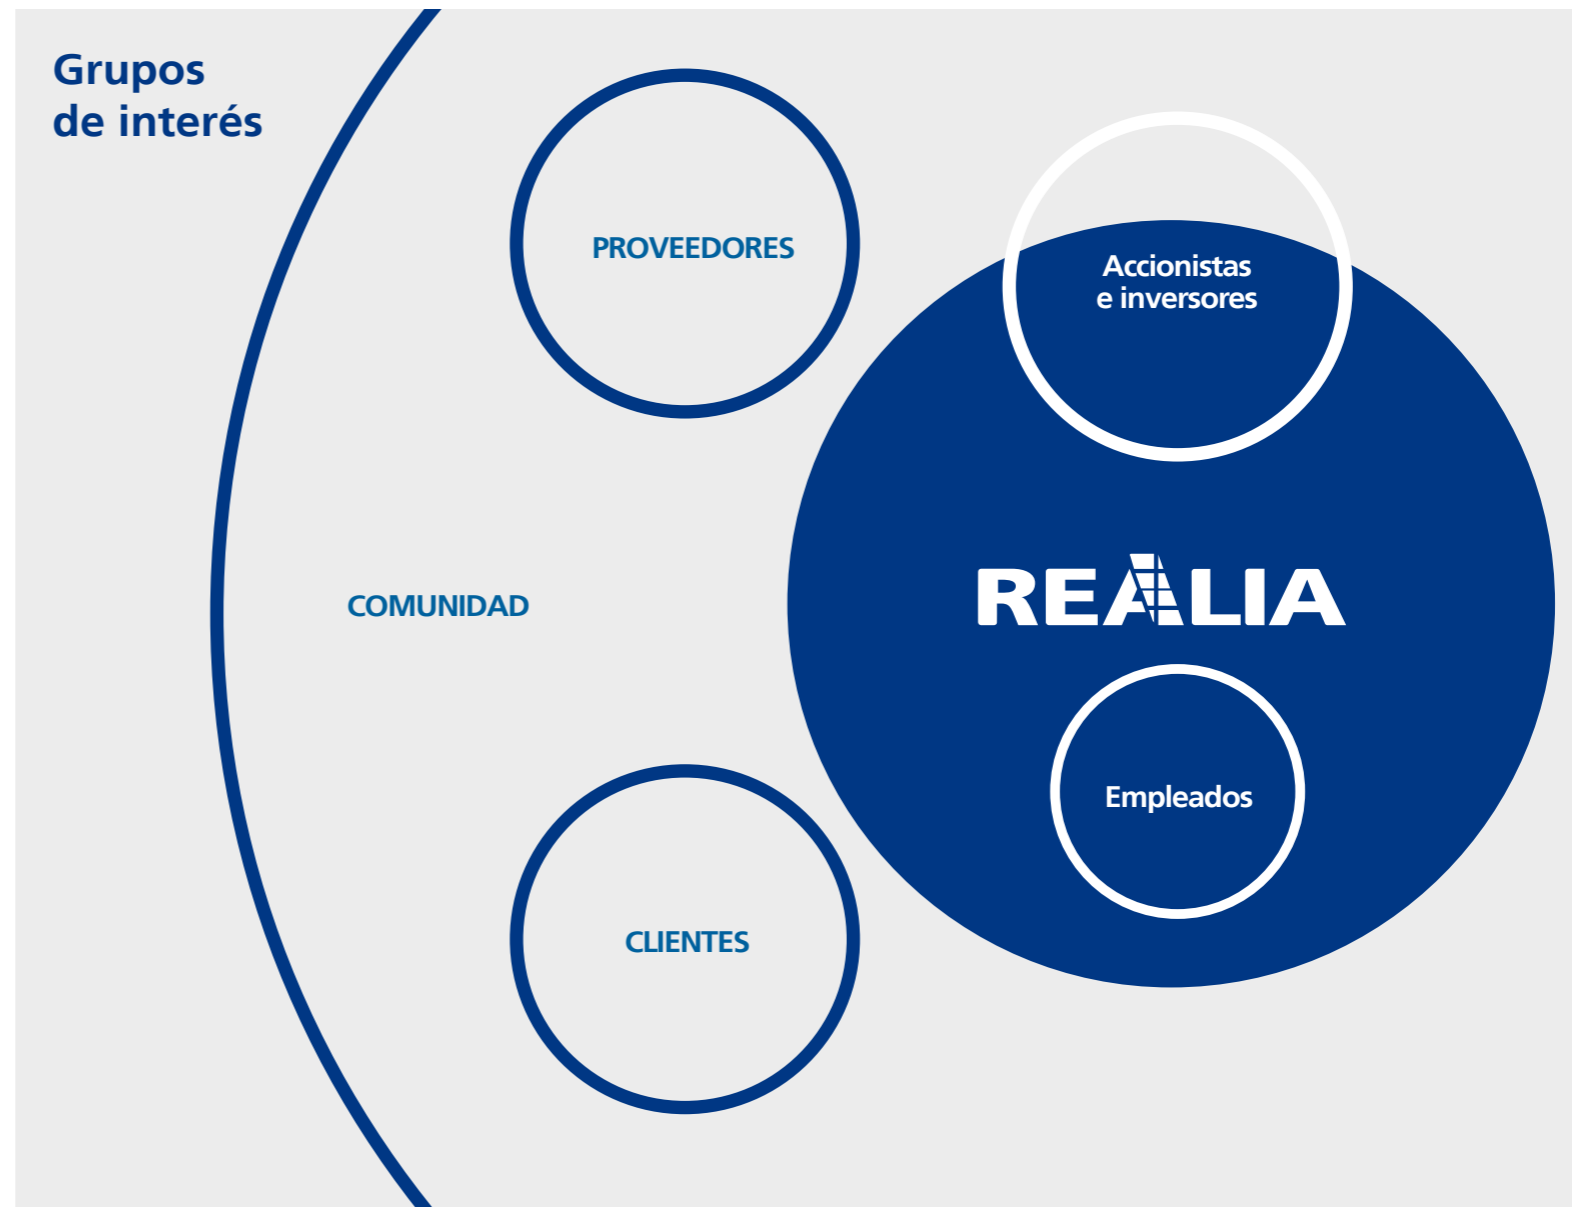 Grupos
de interés
PROVEEDORES
Accionistas
e inversores
COMUNIDAD
REALIA
Empleados
CLIENTES